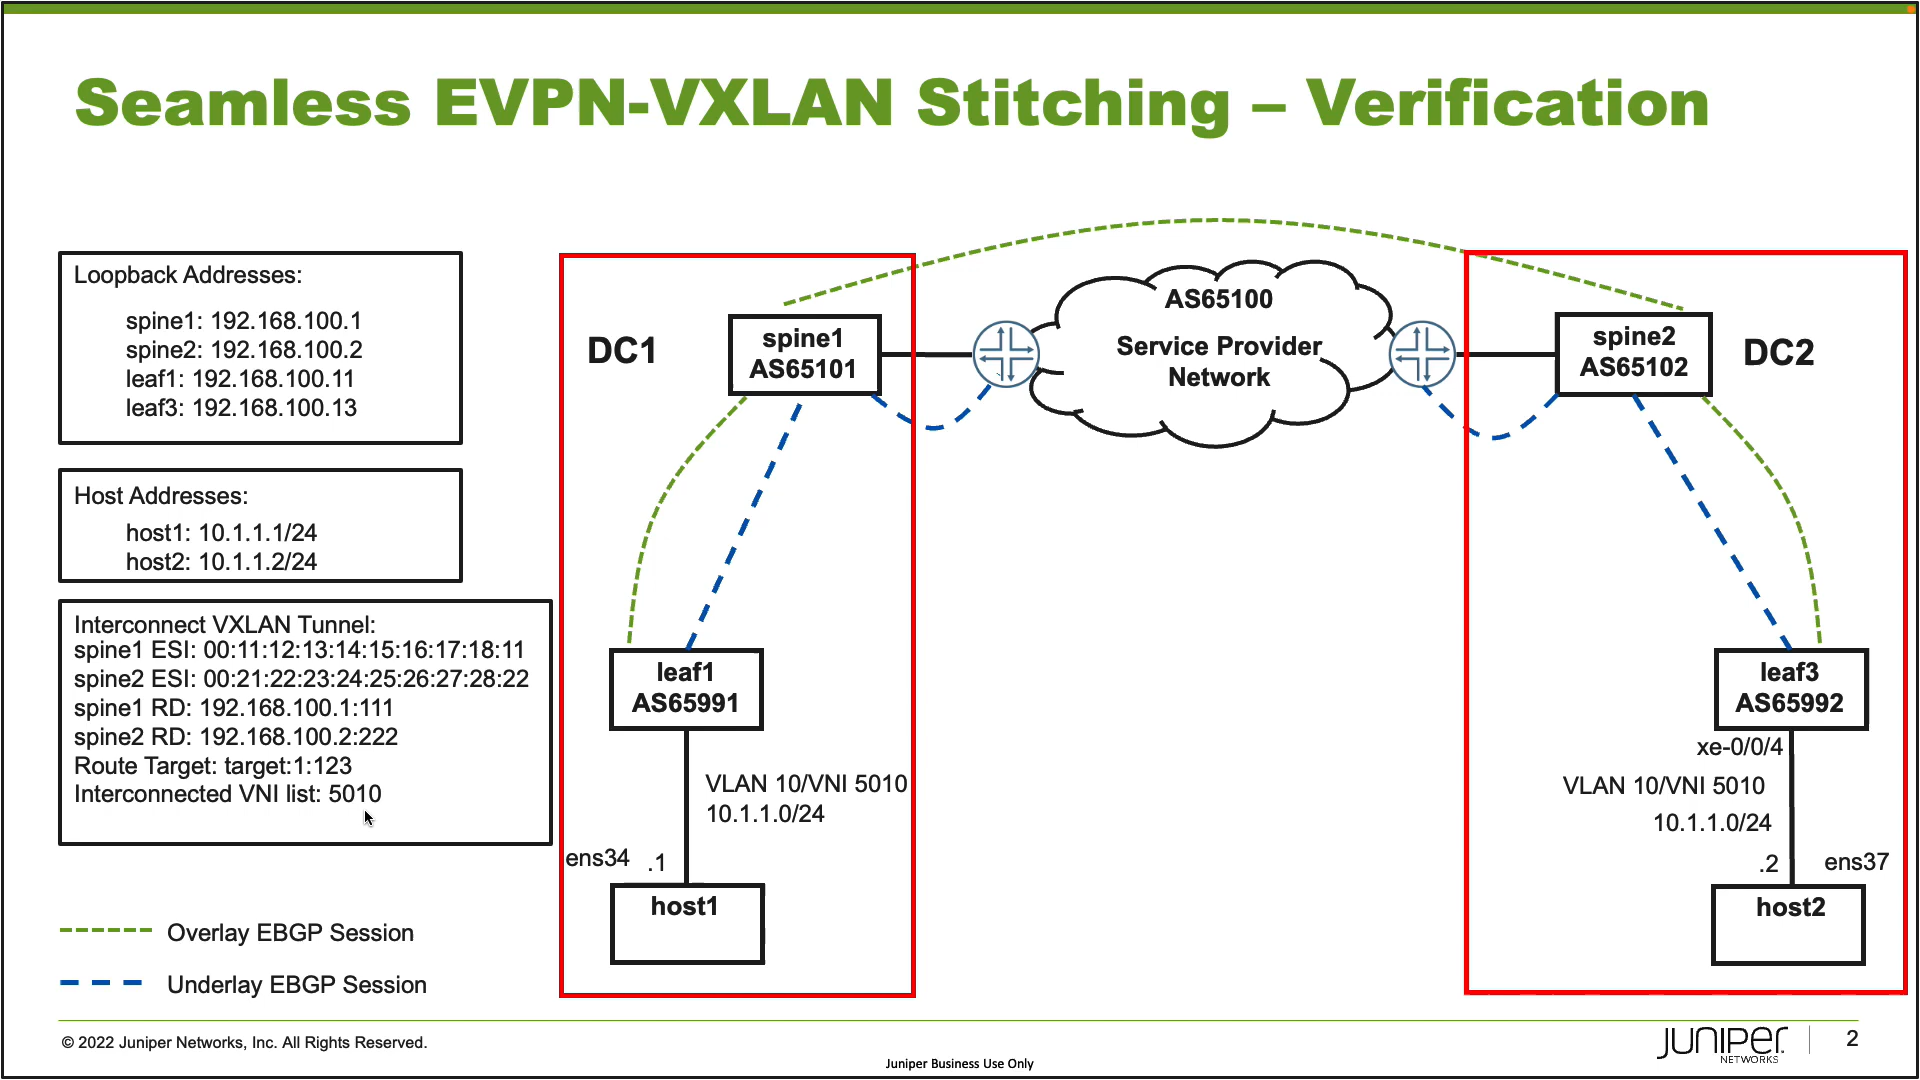 Seamless EVPN-VXLAN Stitching – Verification
Loopback Addresses:
spine1: 192.168.100.1
spine2: 192.168.100.2
leaf1: 192.168.100.11
leaf3: 192.168.100.13
Host Addresses:
host1: 10.1.1.1/24
host2: 10.1.1.2/24
Interconnect VXLAN Tunnel:
spine1 ESI: 00:11:12:13:14:15:16:17:18:11
spine2 ESI: 00:21:22:23:24:25:26:27:28:22
spine1 RD: 192.168.100.1:111
spine2 RD: 192.168.100.2:222
Route Target: target:1:123
Interconnected VNI list: 5010
Overlay EBGP Session
Underlay EBGP Session
DC1
spine1
AS65101
leaf1
AS65991
VLAN 10/VNI 5010
10.1.1.0/24
ens34
.1
host1
AS65100
Service Provider
Network
spine2
AS65102
DC2
leaf3
AS65992
xe-0/0/4
VLAN 10/VNI 5010
10.1.1.0/24
.2
ens37
host2
© 2022 Juniper Networks, Inc. All Rights Reserved.
Juniper Business Use Only
JUNIPER
NETWORKS
2